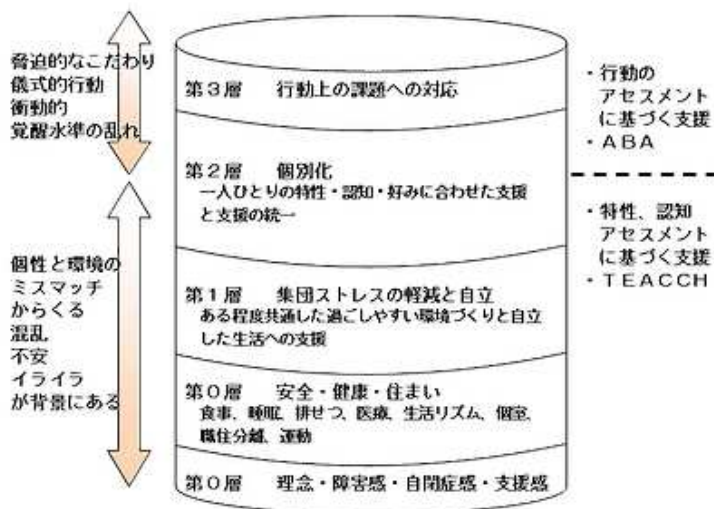 脅迫的なこだわり
儀式的行動
衝動的
覚醒水準の乱れ
個性と環境の
ミスマッチ
からくる
混乱
不安
イライラ
が背景にある
第３層　行動上の課題への対応
第２層　個別化
一人ひとりの特性・認知・好みに合わせた支援
と支援の統一
第１層　集団ストレスの軽減と自立
ある程度共通した過ごしやすい環境づくりと自立
した生活への支援
第０層　安全・健康・住まい
食事、睡眠、排せつ、医療、生活リズム、個室、
職住分離、運動
第０層　理念・障害感・自閉症感・支援感
・行動の
アセスメント
に基づく支援
・ＡＢＡ
・特性、認知
アセスメント
に基づく支援
・ＴＥＡＣＣＨ